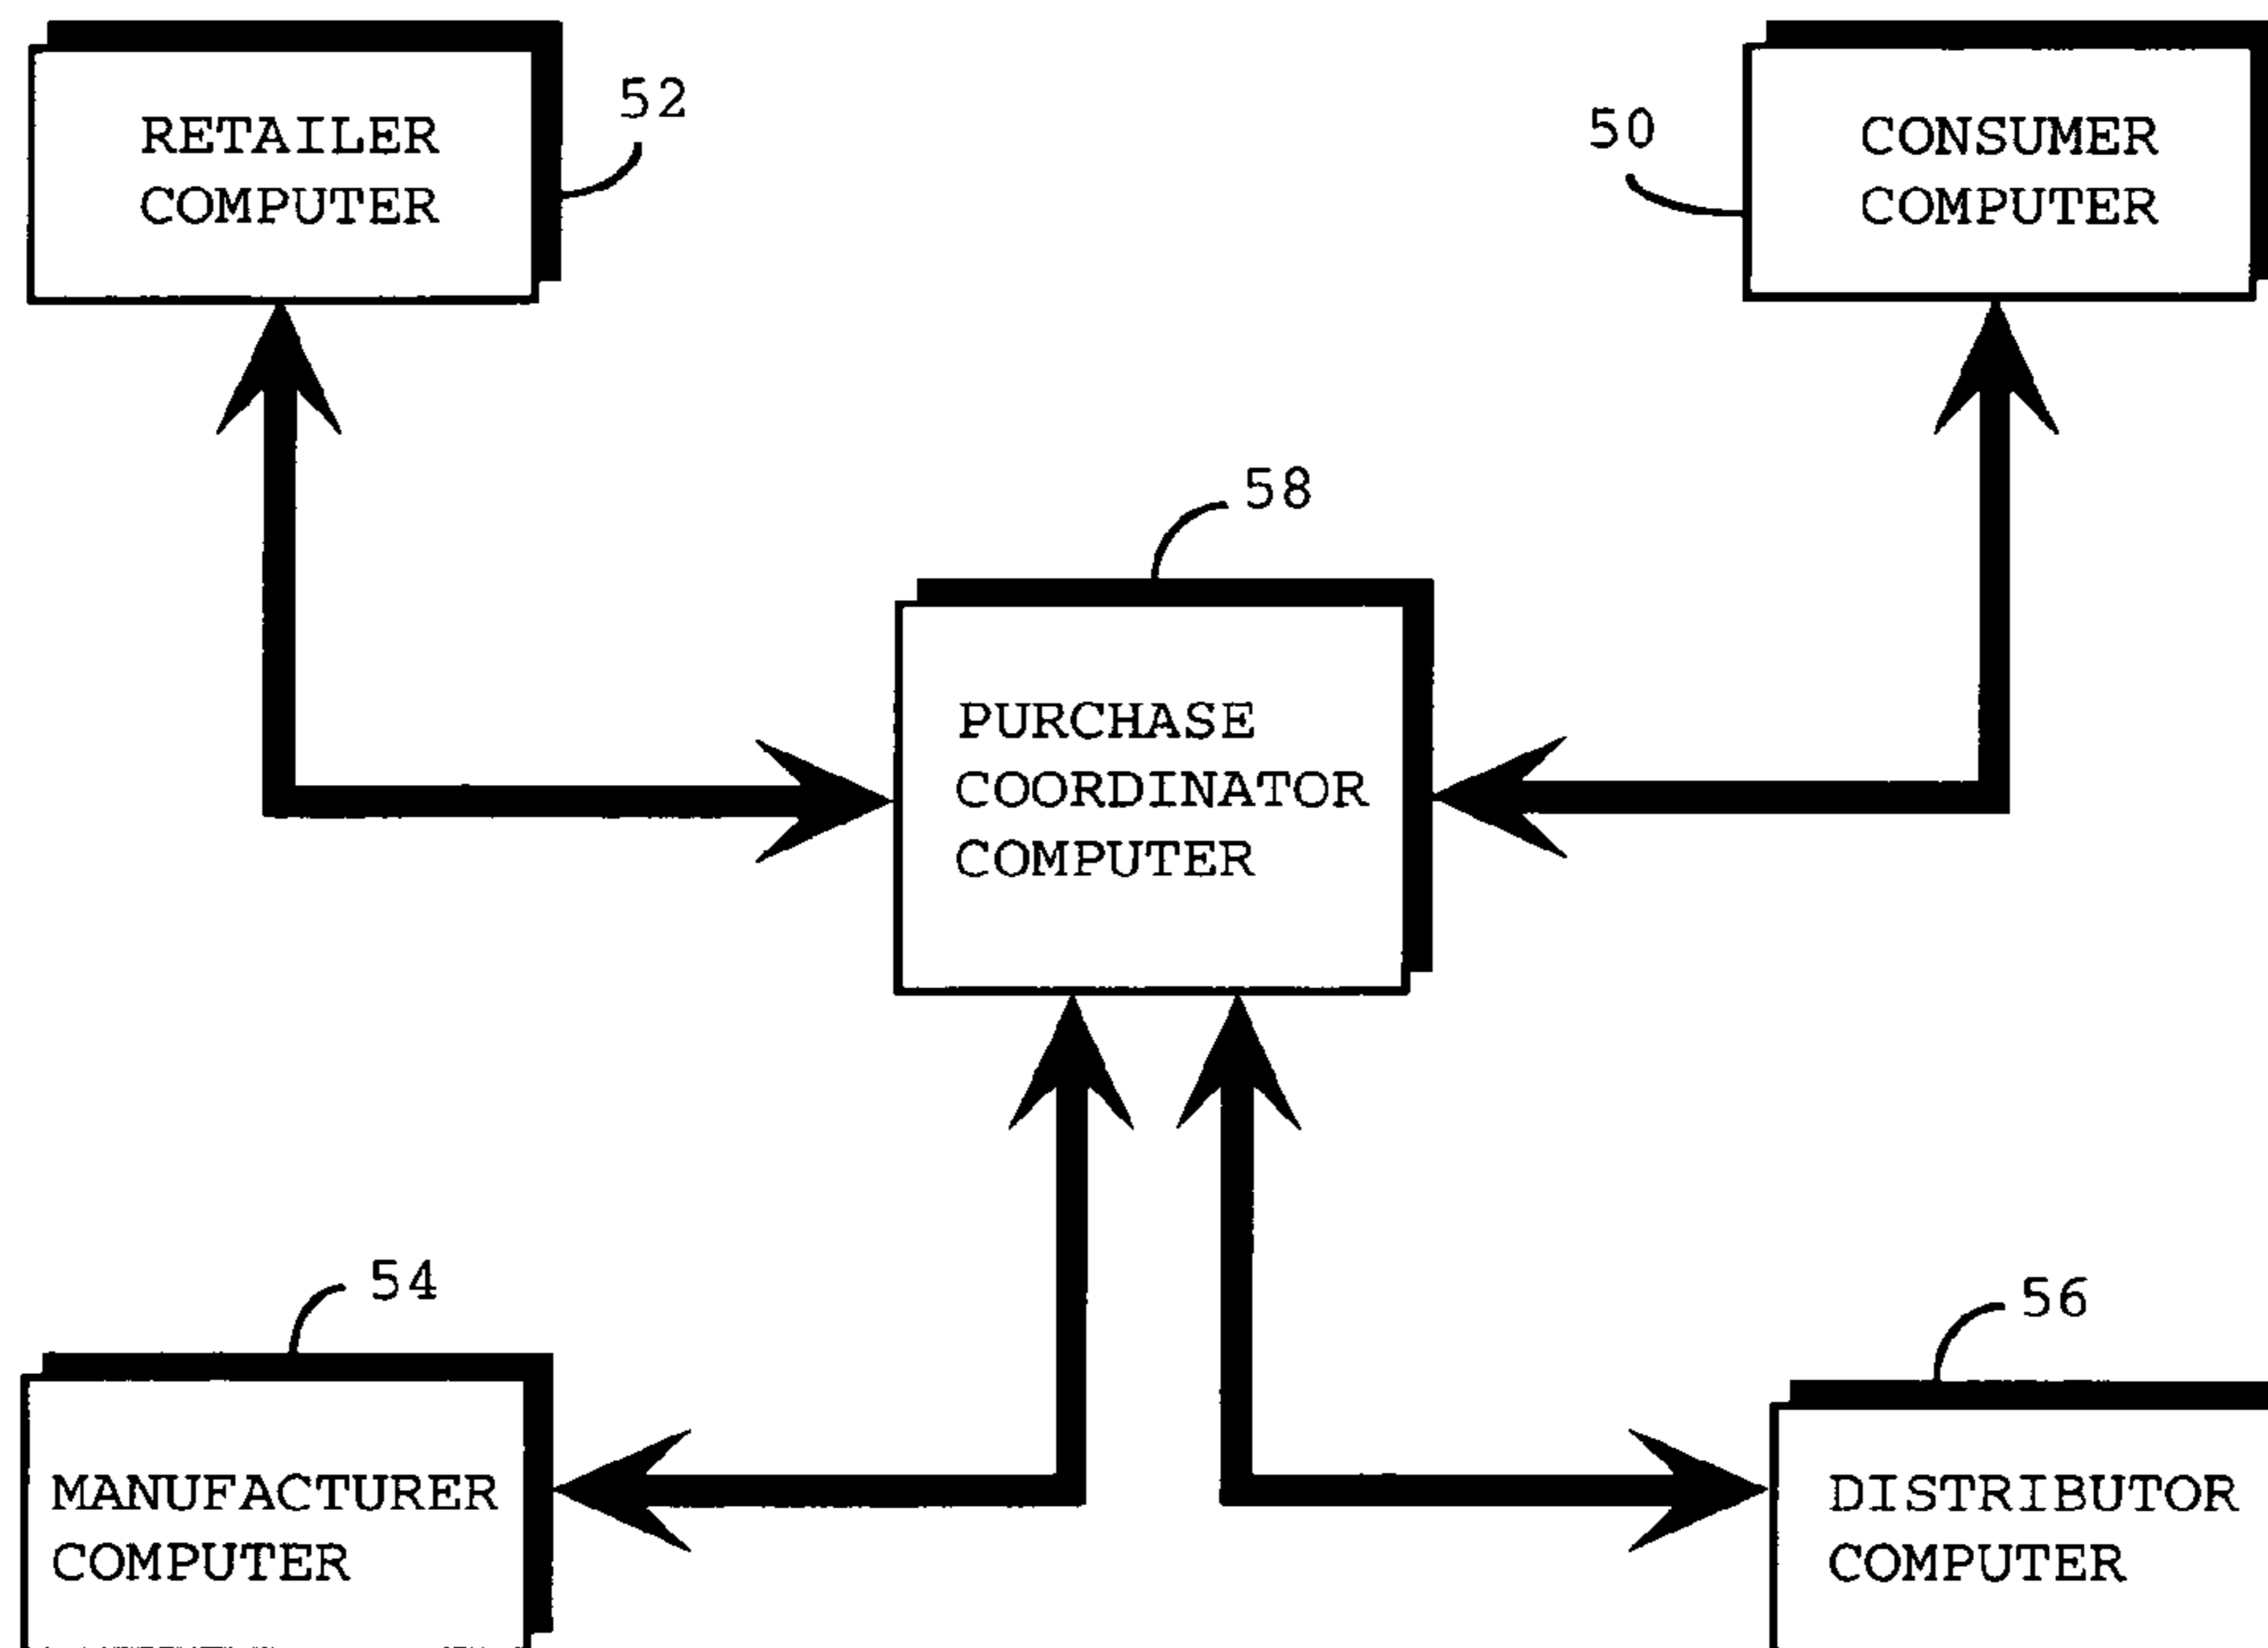 RETAILER
COMPUTER
52
50
CONSUMER
COMPUTER
58
PURCHASE
COORDINATOR
COMPUTER
54
MANUFACTURER
COMPUTER
56
DISTRIBUTOR
COMPUTER